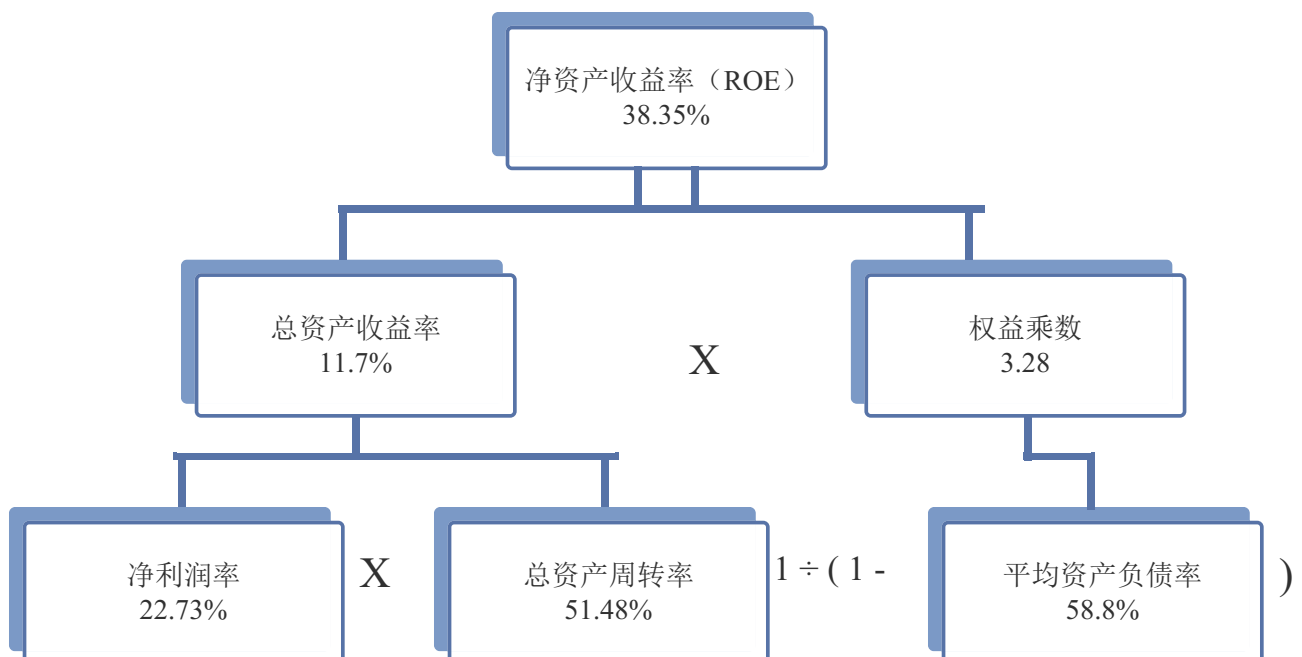 净资产收益率（ROE）
38.35%
总资产收益率
11.7%
X
权益乘数
3.28
净利润率
22.73%
X
总资产周转率
51.48%
1 ÷ ( 1 -
平均资产负债率
58.8%
)